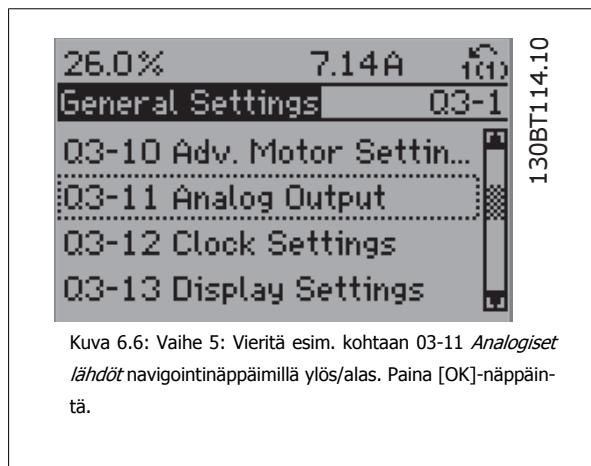 26.0% 7.14A 1(1)
General Settings Q3-1
Q3-10 Adv. Motor Settin...
Q3-11 Analog Output
Q3-12 Clock Settings
Q3-13 Display Settings
130BT114.10
Kuva 6.6: Vaihe 5: Vieritä esim. kohtaan 03-11 Analogiset
lähdöt navigointinäppäimillä ylös/alas. Paina [OK]-näppäin-
tä.